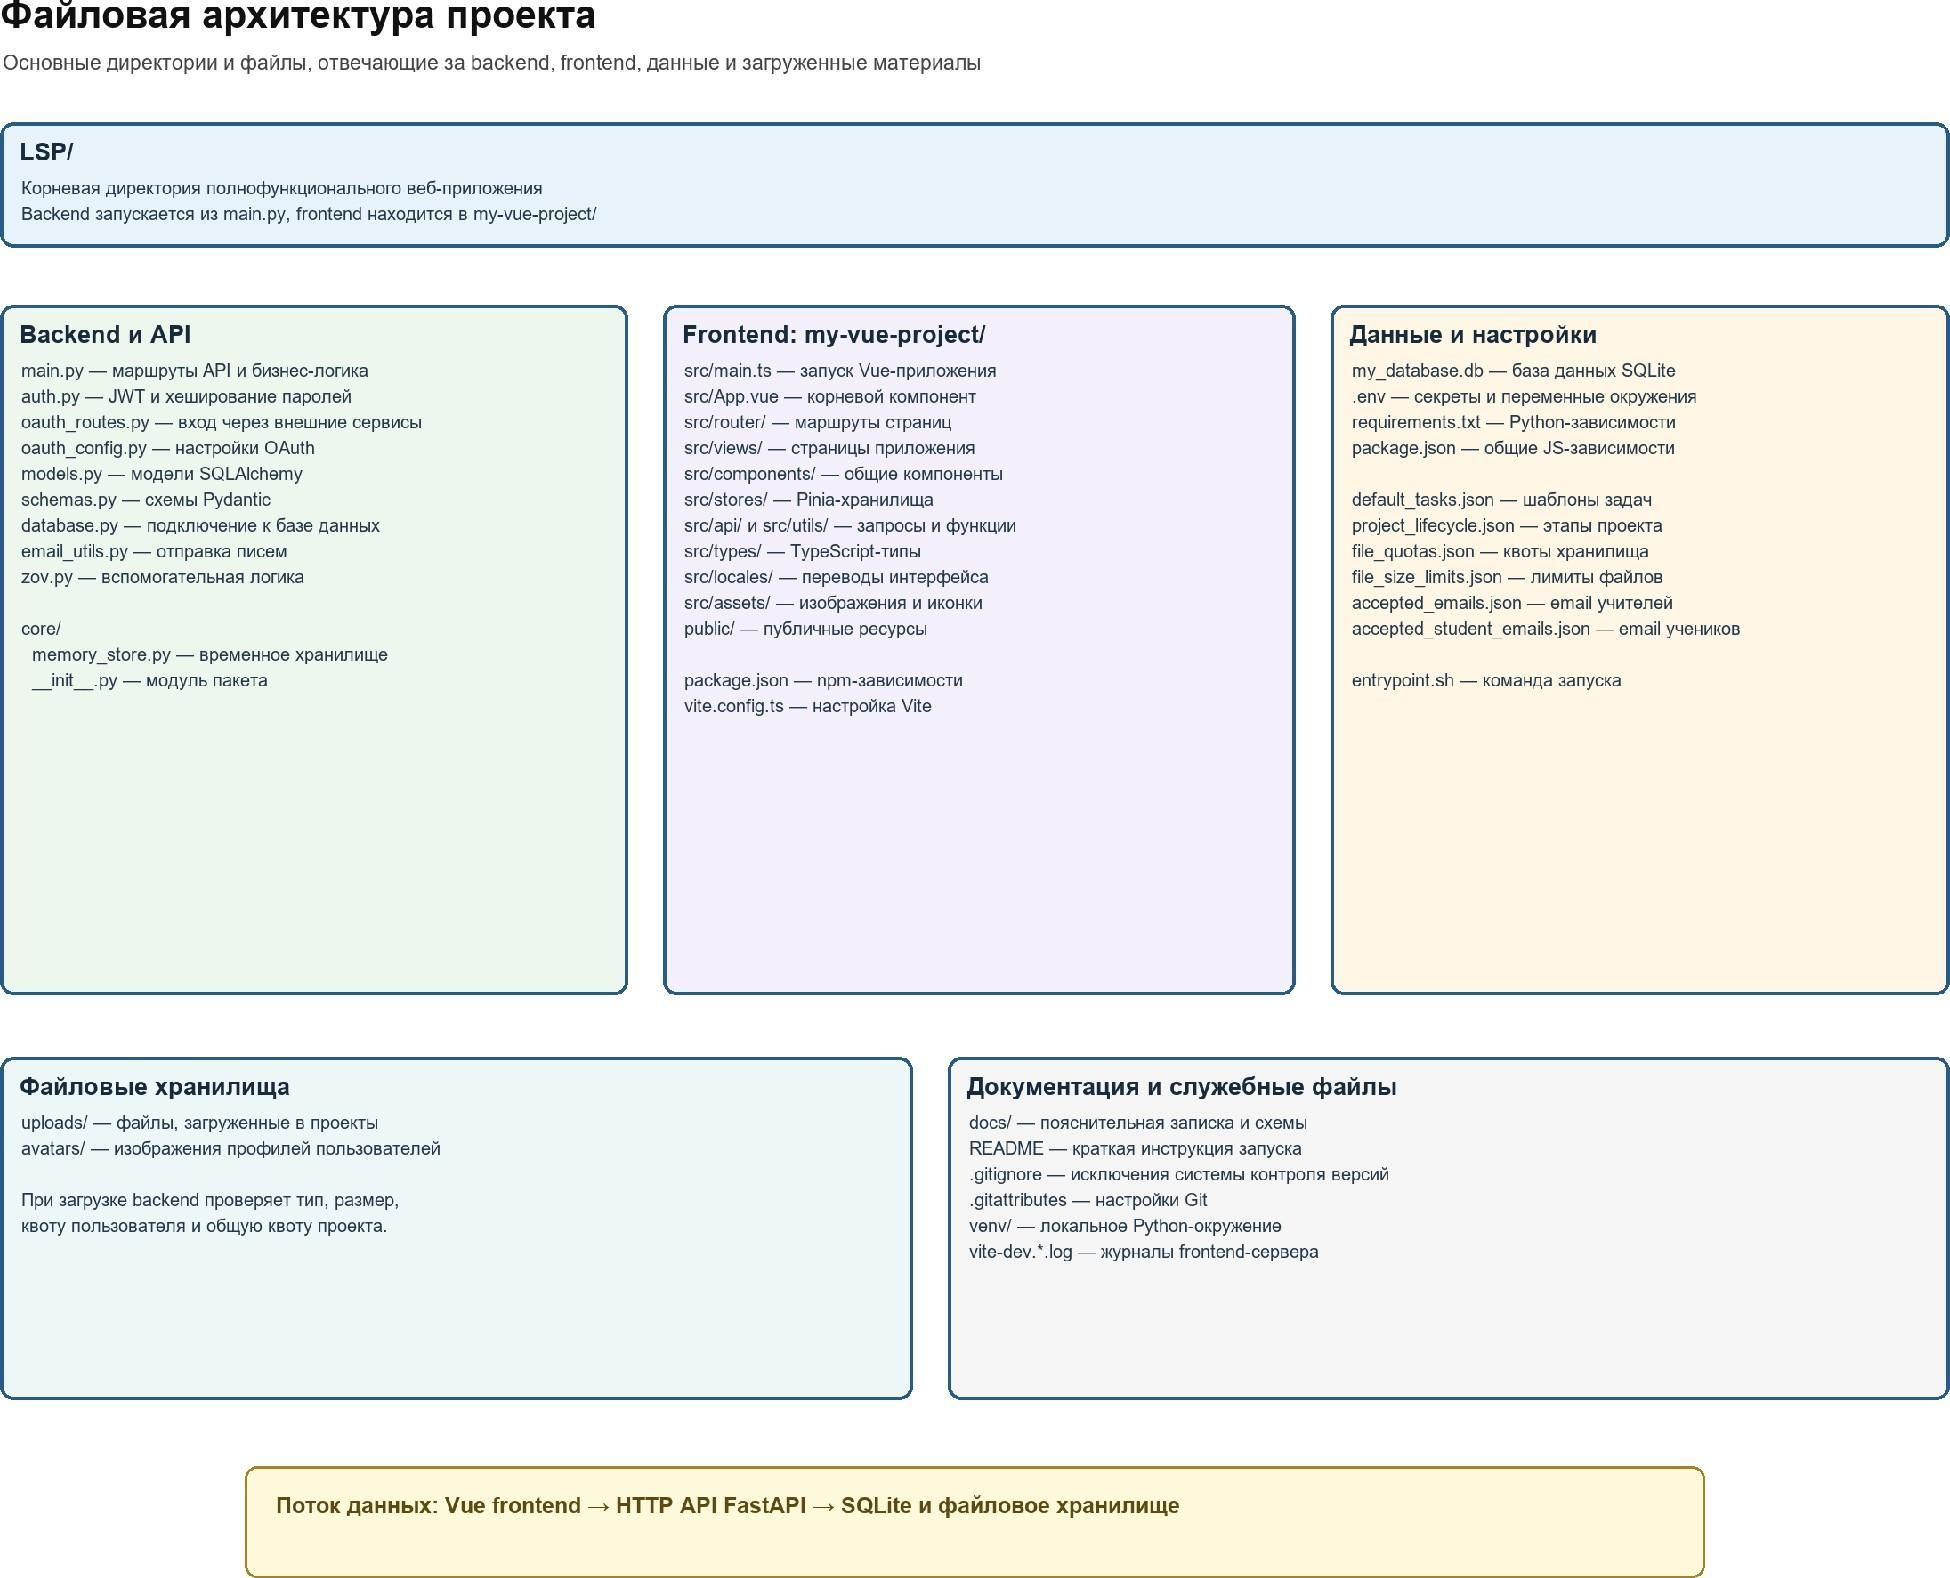 Файловая архитектура проекта
Основные директории и файлы, отвечающие за backend, frontend, данные и загруженные материалы
LSP/
Корневая директория полнофункционального веб-приложения
Backend запускается из main.py, frontend находится в my-vue-project/
Backend и API
main.py — маршруты API и бизнес-логика
auth.py — JWT и хеширование паролей
oauth_routes.py — вход через внешние сервисы
oauth_config.py — настройки OAuth
models.py — модели SQLAlchemy
schemas.py — схемы Pydantic
database.py — подключение к базе данных
email_utils.py — отправка писем
zov.py — вспомогательная логика
core/
memory_store.py — временное хранилище
__init__.py — модуль пакета
Frontend: my-vue-project/
src/main.ts — запуск Vue-приложения
src/App.vue — корневой компонент
src/router/ — маршруты страниц
src/views/ — страницы приложения
src/components/ — общие компоненты
src/stores/ — Pinia-хранилища
src/api/ и src/utils/ — запросы и функции
src/types/ — TypeScript-типы
src/locales/ — переводы интерфейса
src/assets/ — изображения и иконки
public/ — публичные ресурсы
package.json — npm-зависимости
vite.config.ts — настройка Vite
Данные и настройки
my_database.db — база данных SQLite
.env — секреты и переменные окружения
requirements.txt — Python-зависимости
package.json — общие JS-зависимости
default_tasks.json — шаблоны задач
project_lifecycle.json — этапы проекта
file_quotas.json — квоты хранилища
file_size_limits.json — лимиты файлов
accepted_emails.json — email учителей
accepted_student_emails.json — email учеников
entrypoint.sh — команда запуска
Файловые хранилища
uploads/ — файлы, загруженные в проекты
avatars/ — изображения профилей пользователей
При загрузке backend проверяет тип, размер,
квоту пользователя и общую квоту проекта.
Документация и служебные файлы
docs/ — пояснительная записка и схемы
README — краткая инструкция запуска
.gitignore — исключения системы контроля версий
.gitattributes — настройки Git
venv/ — локальное Python-окружение
vite-dev.*.log — журналы frontend-сервера
Поток данных: Vue frontend → HTTP API FastAPI → SQLite и файловое хранилище